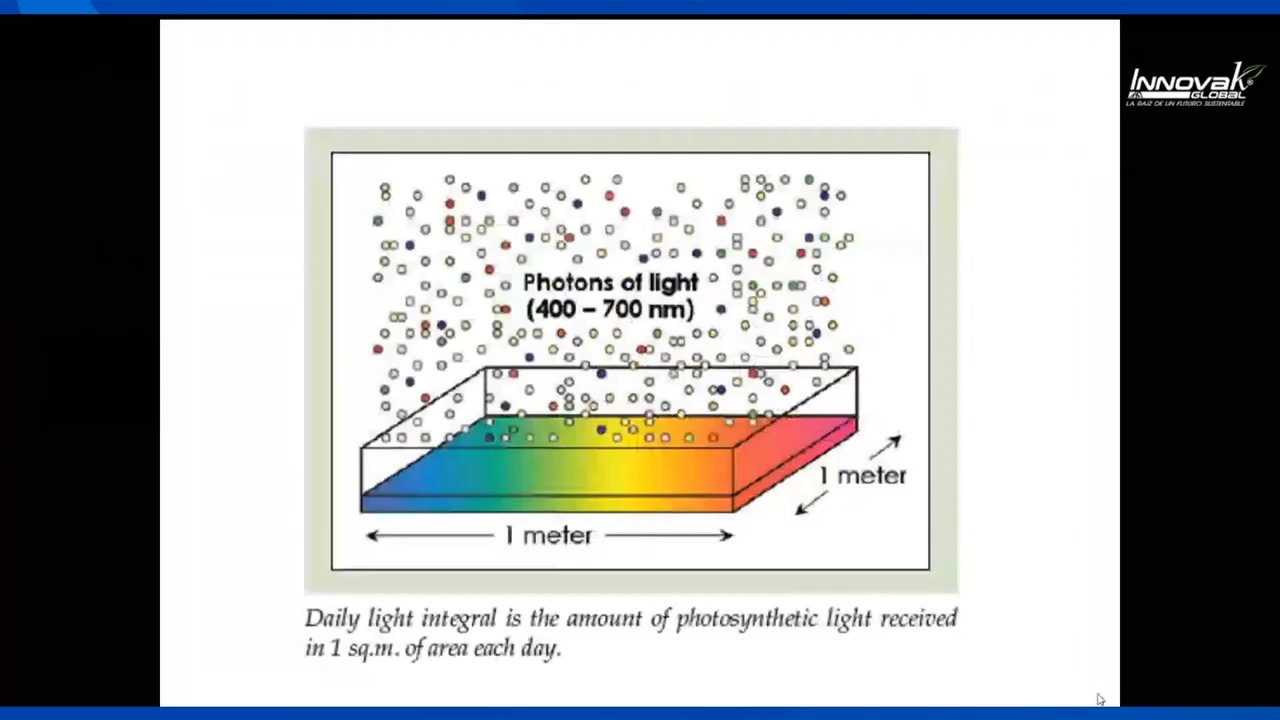 Innovak®
GLOBAL
LA RAÍZ DE UN FUTURO SUSTENTABLE
Photons of light
(400 – 700 nm)
1 meter
1 meter
Daily light integral is the amount of photosynthetic light received
in 1 sq.m. of area each day.